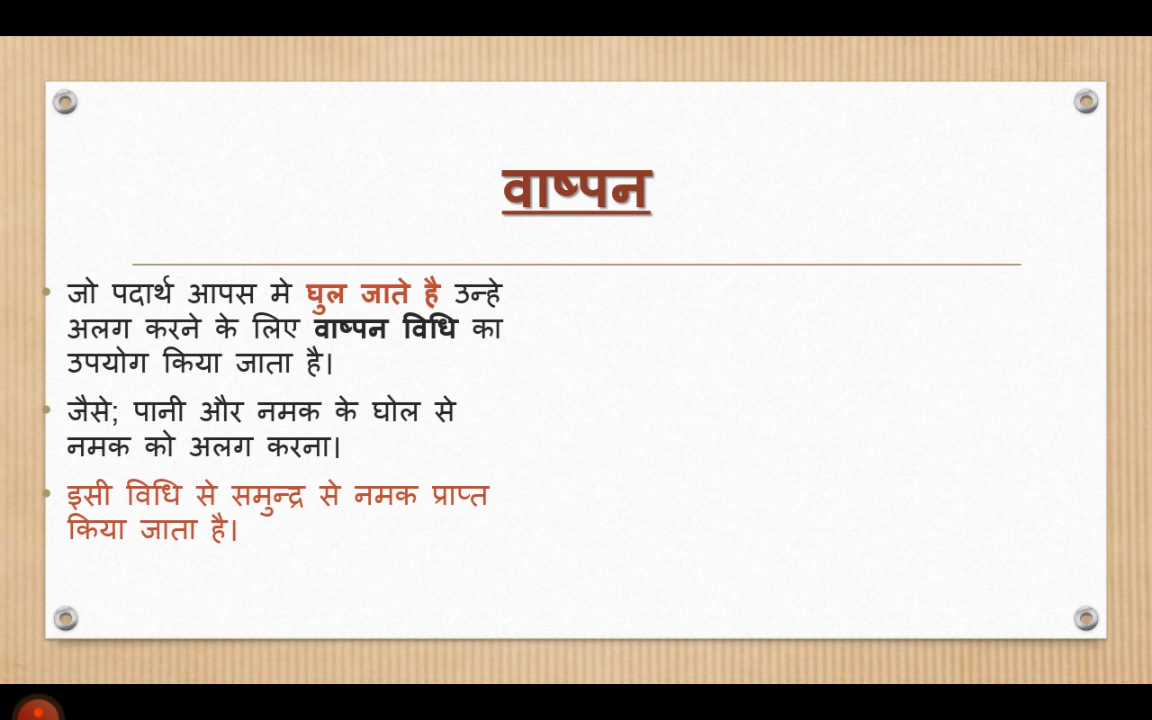 वाष्पन
जो पदार्थ आपस मे घुल जाते है उन्हे
अलग करने के लिए वाष्पन विधि का
उपयोग किया जाता है।
जैसे; पानी और नमक के घोल से
नमक को अलग करना।
इसी विधि से समुन्द्र से नमक प्राप्त
किया जाता है।